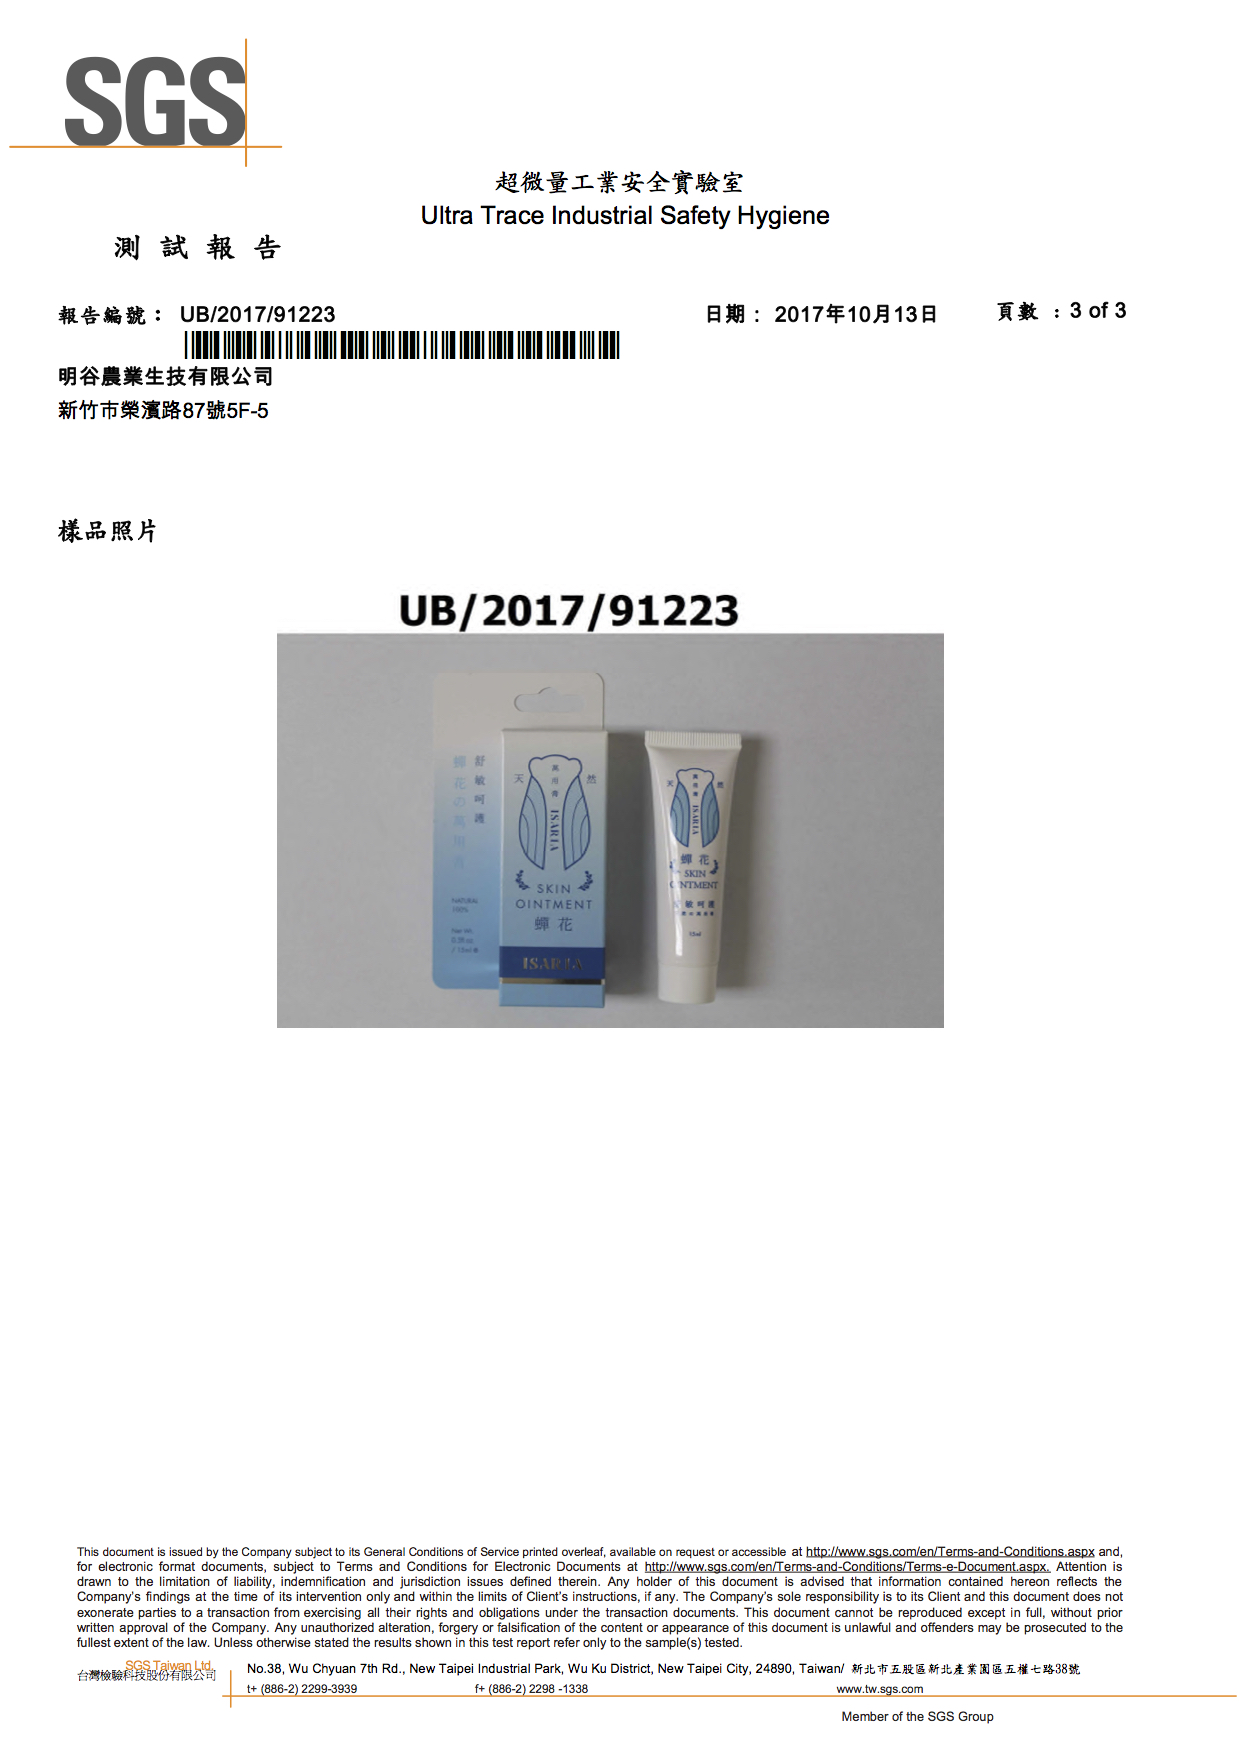 SGS
超微量工業安全實驗室
Ultra Trace Industrial Safety Hygiene
測 試 報 告
報告編號： UB/2017/91223
日期： 2017年10月13日
頁數 ：3 of 3
明谷農業生技有限公司
新竹市榮濱路87號5F-5
樣品照片
UB/2017/91223
舒敏呵護
蟬花の萬用膏
NATURAL
100%
Net Wt.
天 然
萬用膏
ISARIA
SKIN
OINTMENT
蟬 花
ISARIA
天 然
萬用膏
ISARIA
蟬 花
SKIN
OINTMENT
舒敏呵護
15ml
This document is issued by the Company subject to its General Conditions of Service printed overleaf, available on request or accessible at http://www.sgs.com/en/Terms-and-Conditions.aspx and,
for electronic format documents, subject to Terms and Conditions for Electronic Documents at http://www.sgs.com/en/Terms-and-Conditions/Terms-e-Document.aspx. Attention is
drawn to the limitation of liability, indemnification and jurisdiction issues defined therein. Any holder of this document is advised that information contained hereon reflects the
Company's findings at the time of its intervention only and within the limits of Client's instructions, if any. The Company's sole responsibility is to its Client and this document does not
exonerate parties to a transaction from exercising all their rights and obligations under the transaction documents. This document cannot be reproduced except in full, without prior
written approval of the Company. Any unauthorized alteration, forgery or falsification of the content or appearance of this document is unlawful and offenders may be prosecuted to the
fullest extent of the law. Unless otherwise stated the results shown in this test report refer only to the sample(s) tested.
SGS Taiwan Ltd.
台灣檢驗科技股份有限公司
No.38, Wu Chyuan 7th Rd., New Taipei Industrial Park, Wu Ku District, New Taipei City, 24890, Taiwan/ 新北市五股區新北產業園區五權七路38號
t+ (886-2) 2299-3939
f+ (886-2) 2298 -1338
www.tw.sgs.com
Member of the SGS Group